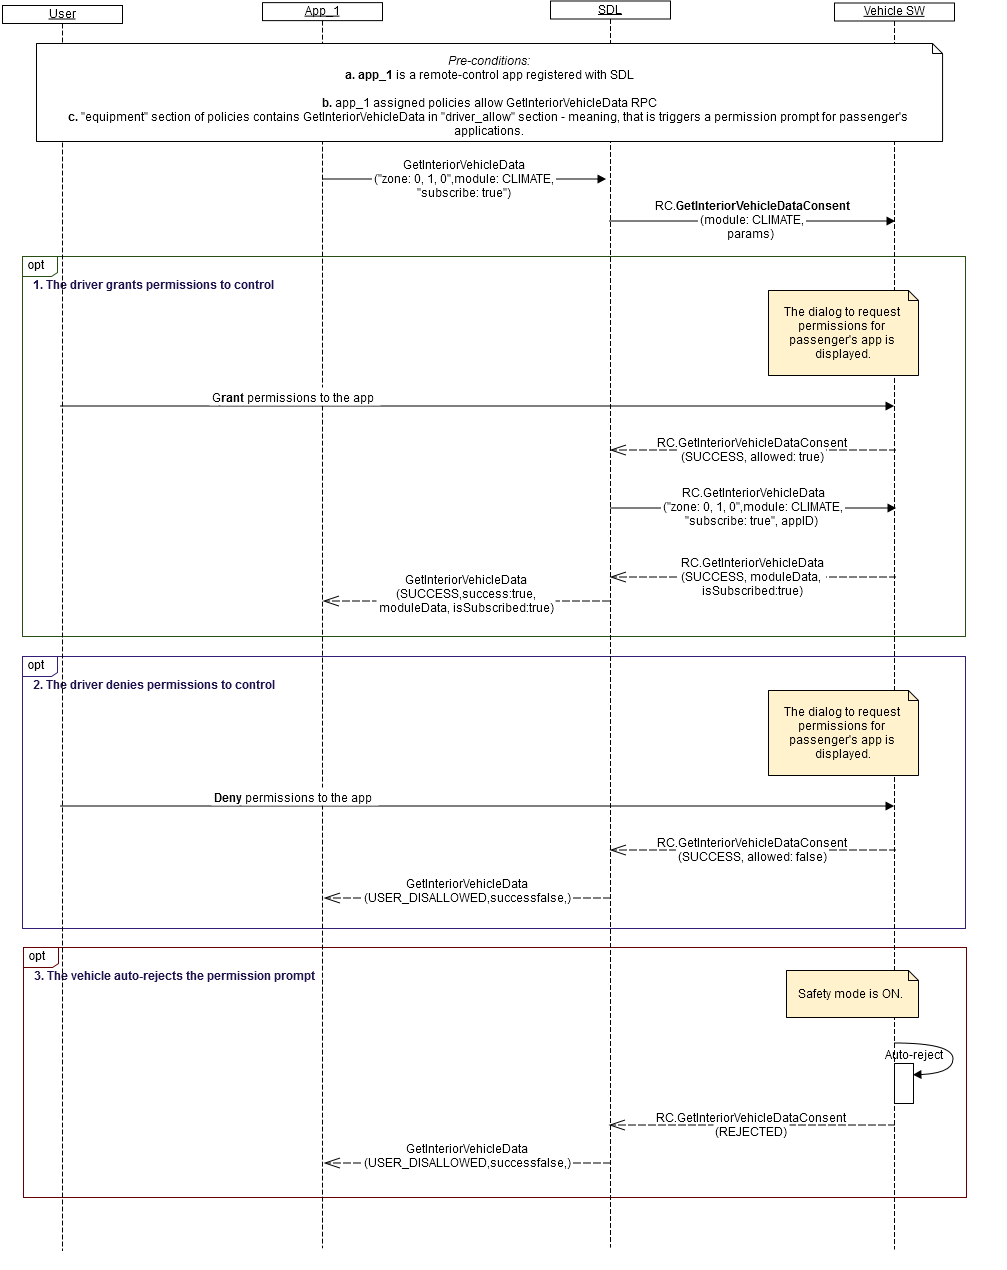 User
App_1
SDL
Vehicle SW
Pre-conditions:
a. app_1 is a remote-control app registered with SDL
b. app_1 assigned policies allow GetInteriorVehicleData RPC
c. "equipment" section of policies contains GetInteriorVehicleData in "driver_allow" section - meaning, that is triggers a permission prompt for passenger's
applications.
GetInteriorVehicleData
("zone: 0, 1, 0",module: CLIMATE,
"subscribe: true")
RC.GetInteriorVehicleDataConsent
(module: CLIMATE,
params)
opt
1. The driver grants permissions to control
The dialog to request
permissions for
passenger's app is
displayed.
Grant permissions to the app
RC.GetInteriorVehicleDataConsent
(SUCCESS, allowed: true)
RC.GetInteriorVehicleData
("zone: 0, 1, 0",module: CLIMATE,
"subscribe: true", appID)
RC.GetInteriorVehicleData
(SUCCESS, moduleData,
isSubscribed:true)
GetInteriorVehicleData
(SUCCESS,success:true,
moduleData, isSubscribed:true)
opt
2. The driver denies permissions to control
The dialog to request
permissions for
passenger's app is
displayed.
Deny permissions to the app
RC.GetInteriorVehicleDataConsent
(SUCCESS, allowed: false)
GetInteriorVehicleData
(USER_DISALLOWED,successfalse,)
opt
3. The vehicle auto-rejects the permission prompt
Safety mode is ON.
Auto-reject
RC.GetInteriorVehicleDataConsent
(REJECTED)
GetInteriorVehicleData
(USER_DISALLOWED,successfalse,)